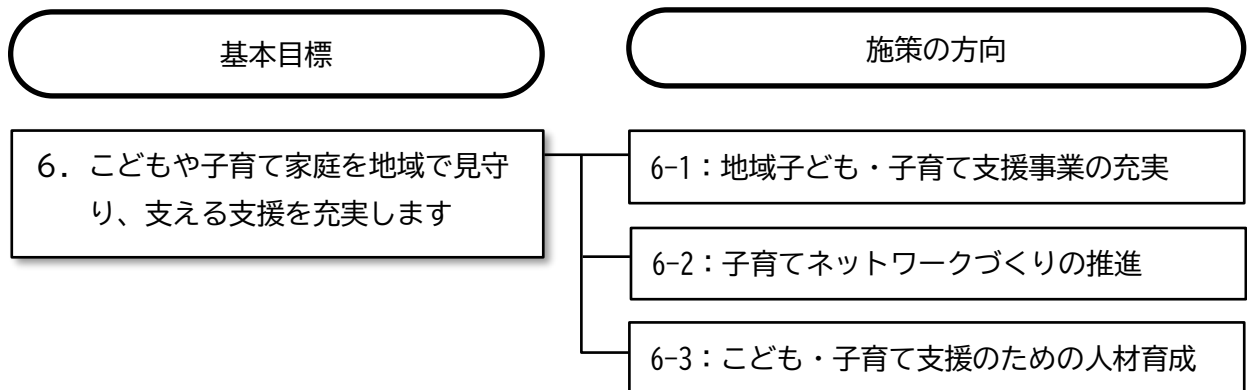 基本目標
施策の方向
6．こどもや子育て家庭を地域で見守
り、支える支援を充実します
6-1：地域子ども・子育て支援事業の充実
6-2：子育てネットワークづくりの推進
6-3：こども・子育て支援のための人材育成